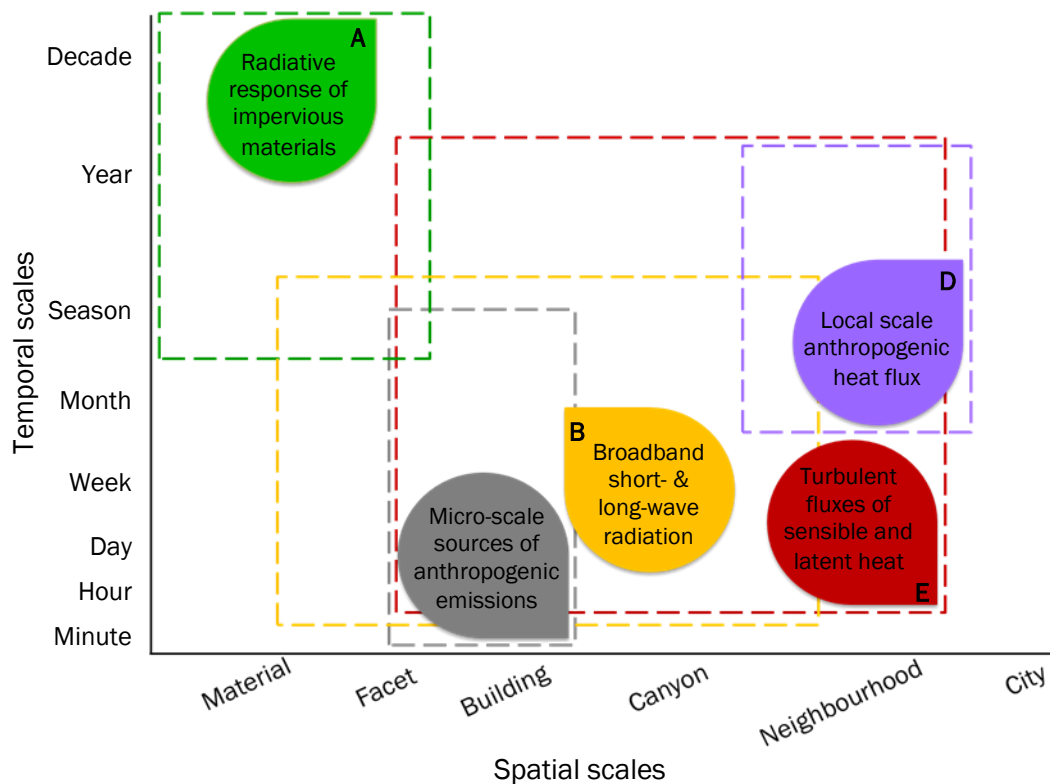 Decade
Year
Season
Month
Week
Day
Hour
Minute
Temporal scales
A
Radiative
response of
impervious
materials
D
Local scale
anthropogenic
heat flux
B
Broadband
short- &
long-wave
radiation
Micro-scale
sources of
anthropogenic
emissions
Turbulent
fluxes of
sensible and
latent heat
E
Material
Facet
Building
Canyon
Neighbourhood
City
Spatial scales